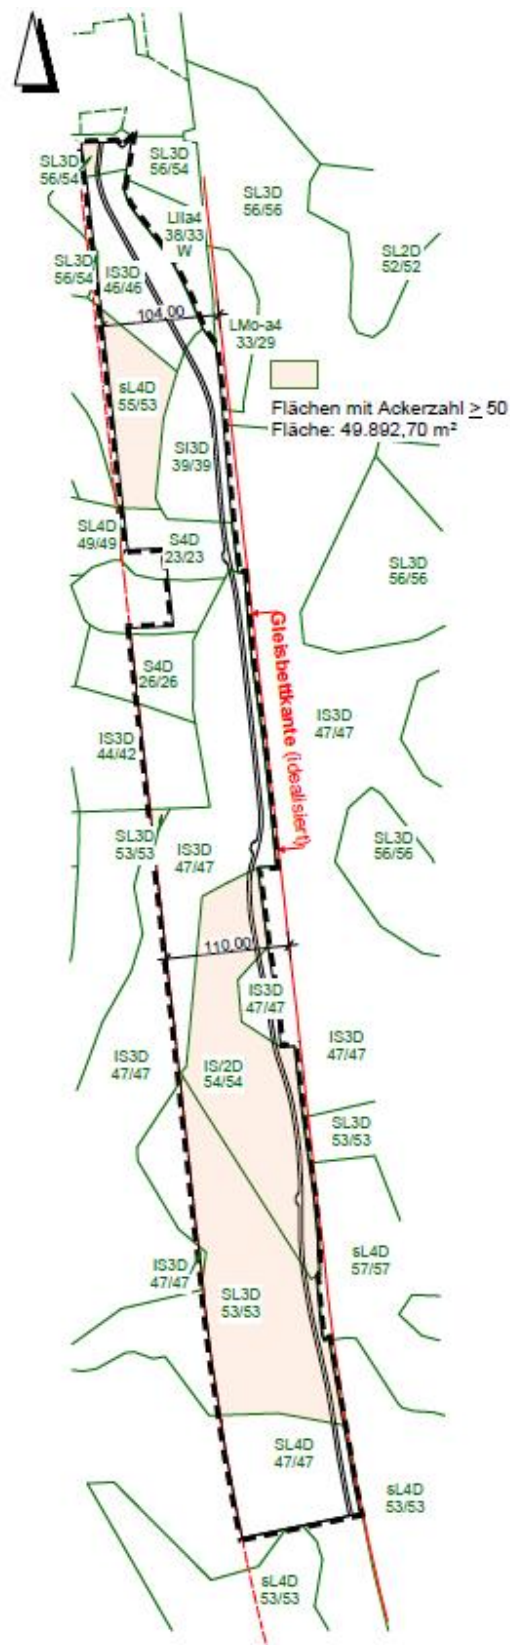 SL3D
56/54
SL3D
56/54
SL3D
56/56
LIIa4
38/33
W
SL2D
52/52
SL3D
56/54
IS3D
46/46
104,00
LMo-a4
33/29
sL4D
55/53
Flächen mit Ackerzahl ≥ 50
Fläche: 49.892,70 m²
SI3D
39/39
SL4D
49/49
S4D
23/23
SL3D
56/56
Gleisbettkante (idealisiert)
S4D
26/26
IS3D
47/47
IS3D
44/42
SL3D
53/53
IS3D
47/47
SL3D
56/56
110,00
IS3D
47/47
IS3D
47/47
IS3D
47/47
IS/2D
54/54
SL3D
53/53
sL4D
57/57
IS3D
47/47
SL3D
53/53
SL4D
47/47
sL4D
53/53
sL4D
53/53